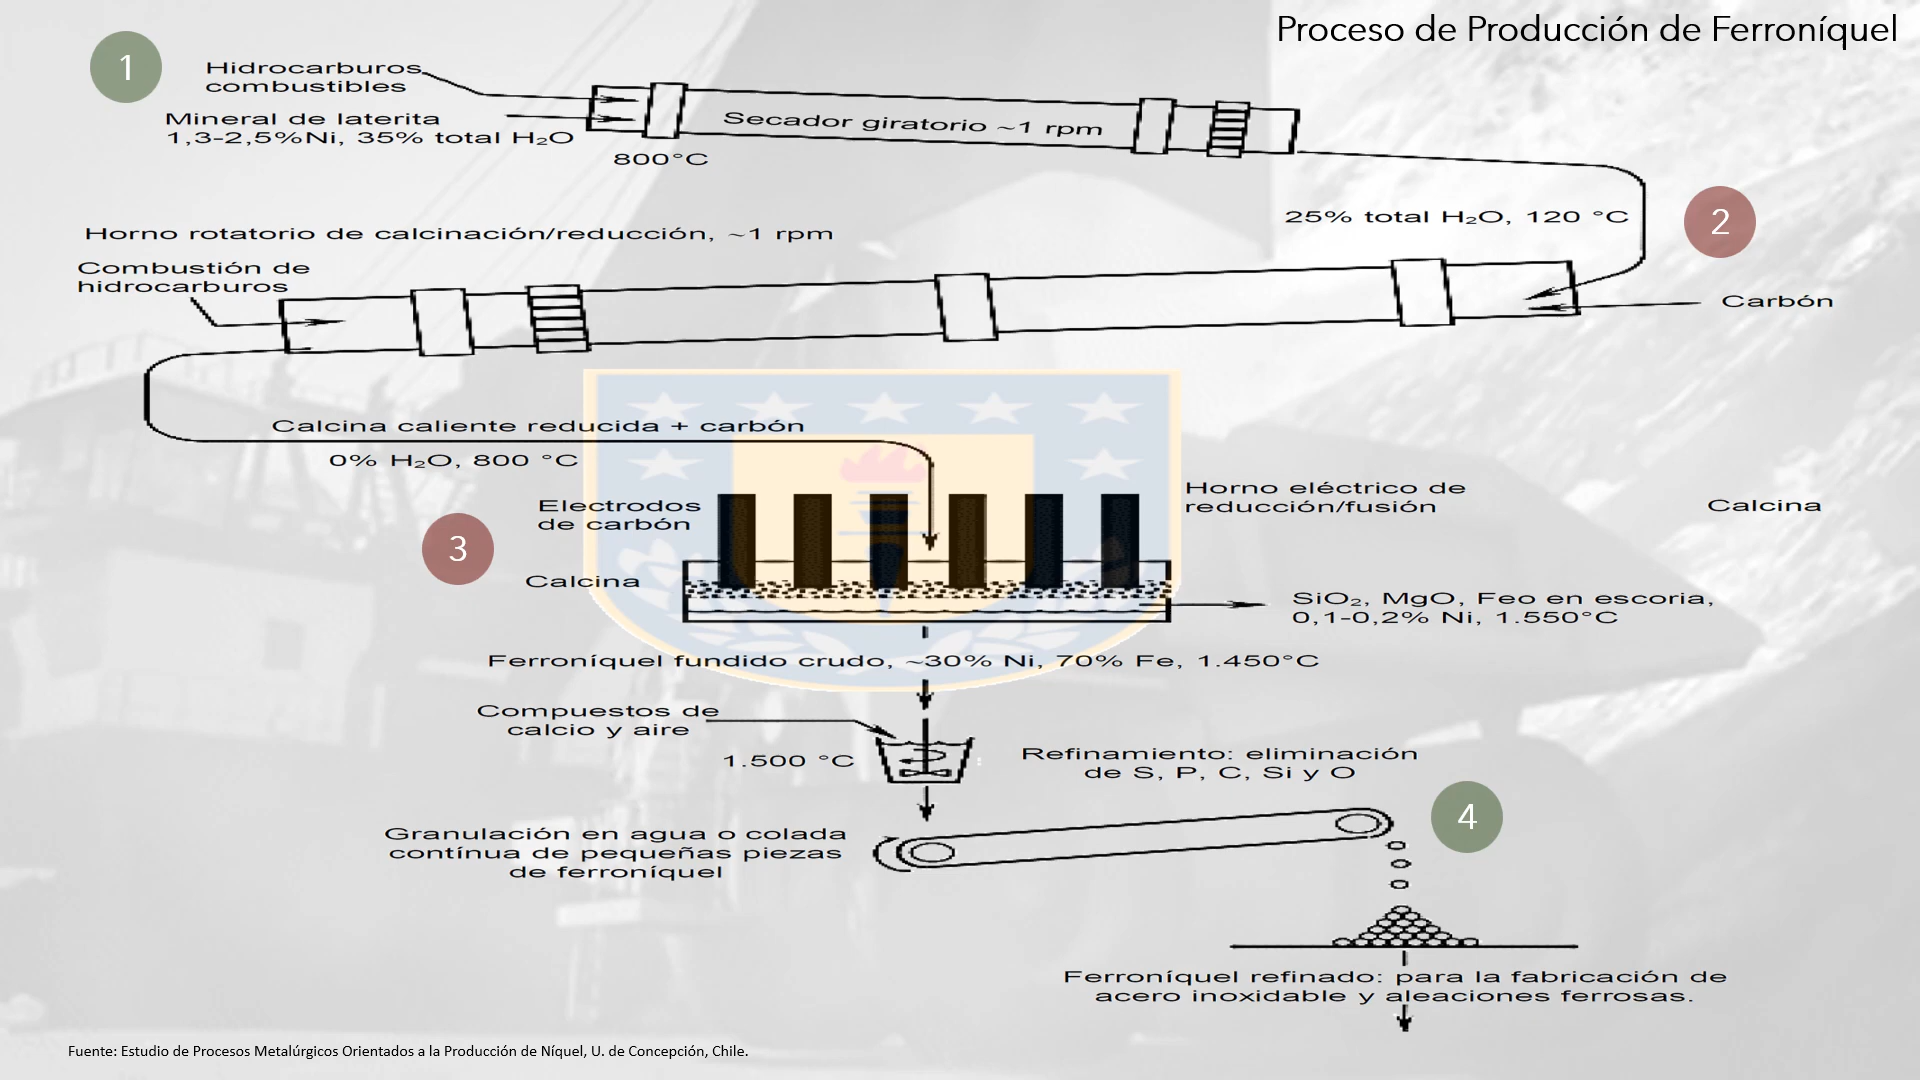 Proceso de Producción de Ferroníquel
1
Hidrocarburos
combustibles
Mineral de laterita
1,3-2,5%Ni, 35% total H₂O
Secador giratorio ~1 rpm
800°C
25% total H₂O, 120 °C
2
Horno rotatorio de calcinación/reducción, ~1 rpm
Combustión de
hidrocarburos
Carbón
Calcina caliente reducida + carbón
0% H₂O, 800 °C
Electrodos
de carbón
Horno eléctrico de
reducción/fusión
Calcina
3
Calcina
SiO₂, MgO, Feo en escoria,
0,1-0,2% Ni, 1.550°C
Ferroníquel fundido crudo, ~30% Ni, 70% Fe, 1.450°C
Compuestos de
calcio y aire
1.500 °C
Refinamiento: eliminación
de S, P, C, Si y O
4
Granulación en agua o colada
contínua de pequeñas piezas
de ferroníquel
Ferroníquel refinado: para la fabricación de
acero inoxidable y aleaciones ferrosas.
Fuente: Estudio de Procesos Metalúrgicos Orientados a la Producción de Níquel, U. de Concepción, Chile.